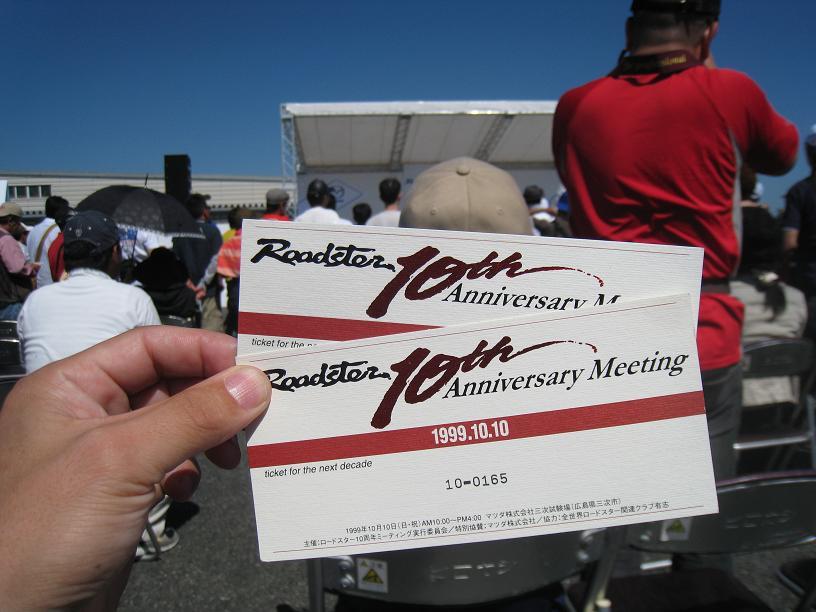 Roadster 10th
Anniversary M
ticket for the ne
Roadster 10th
Anniversary Meeting
1999.10.10
ticket for the next decade
10-0165
1999年10月10日(日・祝)AM10:00〜PM4:00 マツダ株式会社三次試験場(広島県三次市)
主催:ロードスター10周年ミーティング実行委員会／特別協賛:マツダ株式会社／協力:全世界ロードスター関連クラブ有志